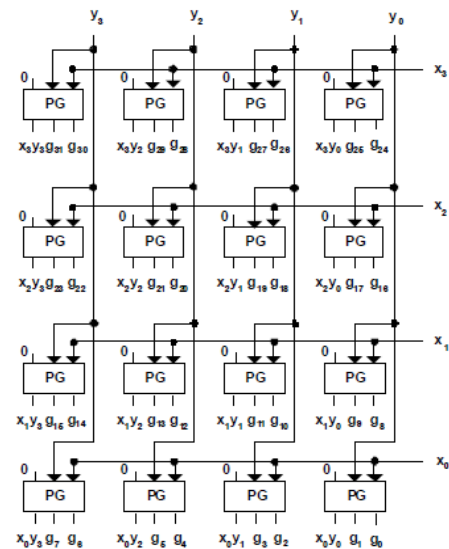 y₃ y₂ y₁ y₀
x₃
0 0 0 0
PG PG PG PG
x₃y₃ g₃₁ g₃₀ x₃y₂ g₂₉ g₂₈ x₃y₁ g₂₇ g₂₆ x₃y₀ g₂₅ g₂₄
x₂
0 0 0 0
PG PG PG PG
x₂y₃ g₂₃ g₂₂ x₂y₂ g₂₁ g₂₀ x₂y₁ g₁₉ g₁₈ x₂y₀ g₁₇ g₁₆
x₁
0 0 0 0
PG PG PG PG
x₁y₃ g₁₅ g₁₄ x₁y₂ g₁₃ g₁₂ x₁y₁ g₁₁ g₁₀ x₁y₀ g₉ g₈
x₀
0 0 0 0
PG PG PG PG
x₀y₃ g₇ g₆ x₀y₂ g₅ g₄ x₀y₁ g₃ g₂ x₀y₀ g₁ g₀